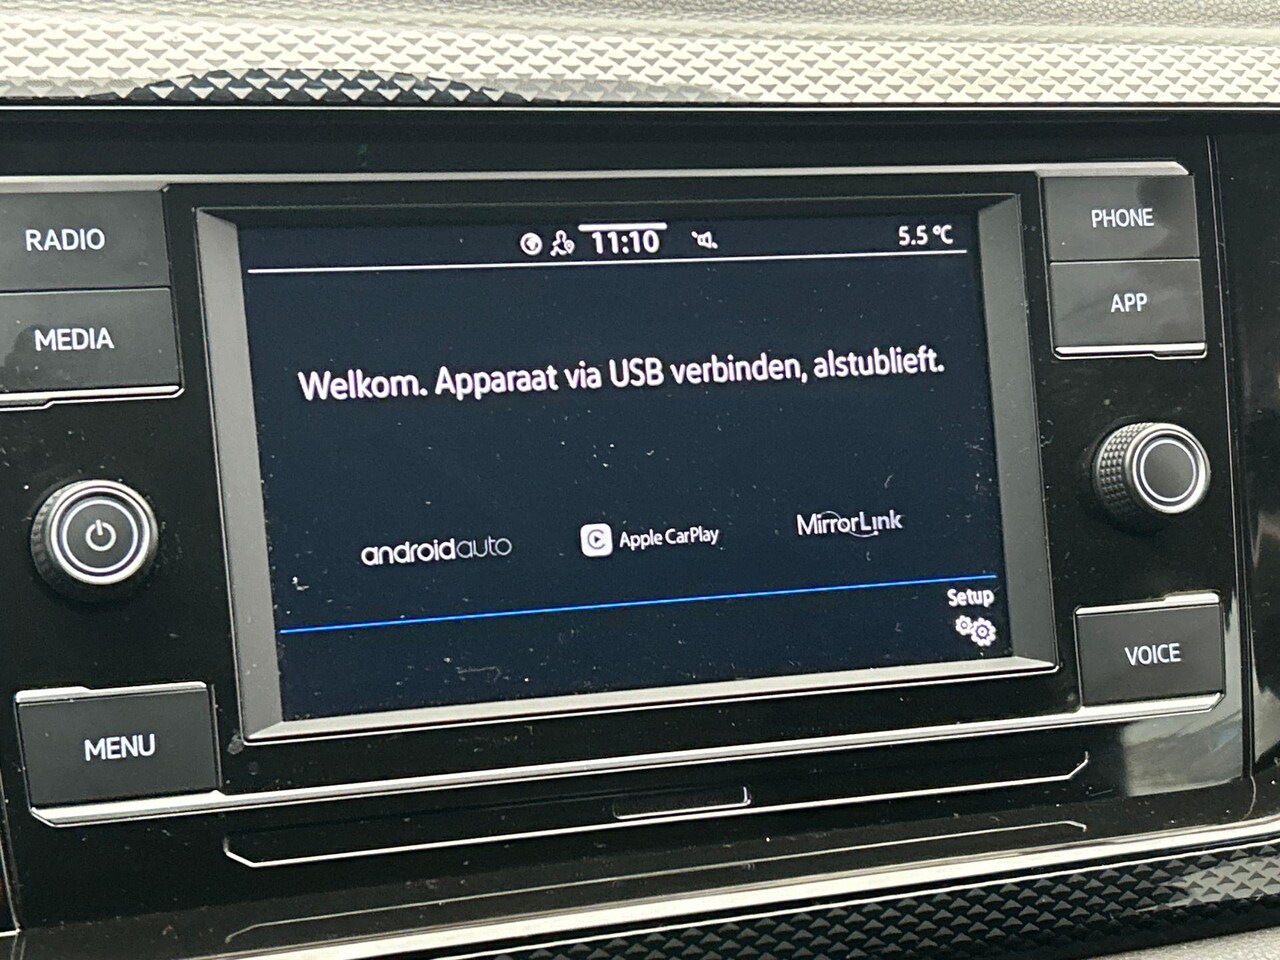 RADIO
MEDIA
MENU
11:10
5.5 °C
Welkom. Apparaat via USB verbinden, alstublieft.
androidauto
Apple CarPlay
MirrorLink
Setup
PHONE
APP
VOICE